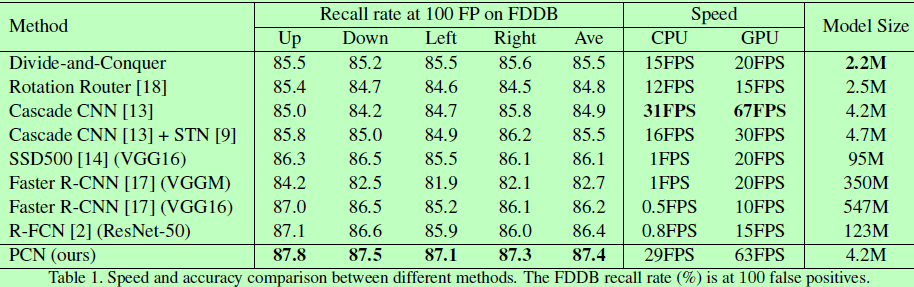 Method Recall rate at 100 FP on FDDB Speed Model Size
Up Down Left Right Ave CPU GPU
Divide-and-Conquer 85.5 85.2 85.5 85.6 85.5 15FPS 20FPS 2.2M
Rotation Router [18] 85.4 84.7 84.6 84.5 84.8 12FPS 15FPS 2.5M
Cascade CNN [13] 85.0 84.2 84.7 85.8 84.9 31FPS 67FPS 4.2M
Cascade CNN [13] + STN [9] 85.8 85.0 84.9 86.2 85.5 16FPS 30FPS 4.7M
SSD500 [14] (VGG16) 86.3 86.5 85.5 86.1 86.1 1FPS 20FPS 95M
Faster R-CNN [17] (VGGM) 84.2 82.5 81.9 82.1 82.7 1FPS 20FPS 350M
Faster R-CNN [17] (VGG16) 87.0 86.5 85.2 86.1 86.2 0.5FPS 10FPS 547M
R-FCN [2] (ResNet-50) 87.1 86.6 85.9 86.0 86.4 0.8FPS 15FPS 123M
PCN (ours) 87.8 87.5 87.1 87.3 87.4 29FPS 63FPS 4.2M
Table 1. Speed and accuracy comparison between different methods. The FDDB recall rate (%) is at 100 false positives.